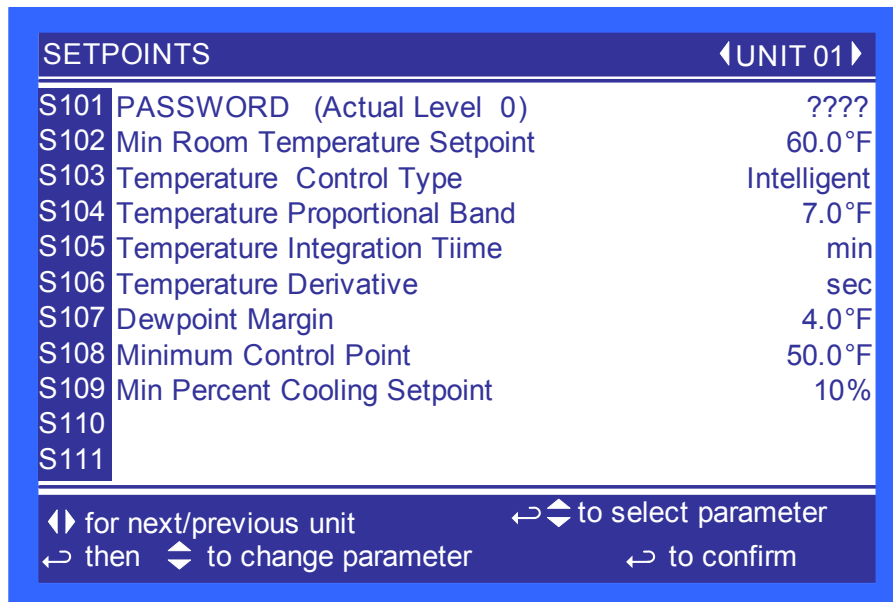 SETPOINTS UNIT 01
S101 PASSWORD (Actual Level 0) ????
S102 Min Room Temperature Setpoint 60.0°F
S103 Temperature Control Type Intelligent
S104 Temperature Proportional Band 7.0°F
S105 Temperature Integration Tiime min
S106 Temperature Derivative sec
S107 Dewpoint Margin 4.0°F
S108 Minimum Control Point 50.0°F
S109 Min Percent Cooling Setpoint 10%
S110
S111
for next/previous unit to select parameter
then to change parameter to confirm